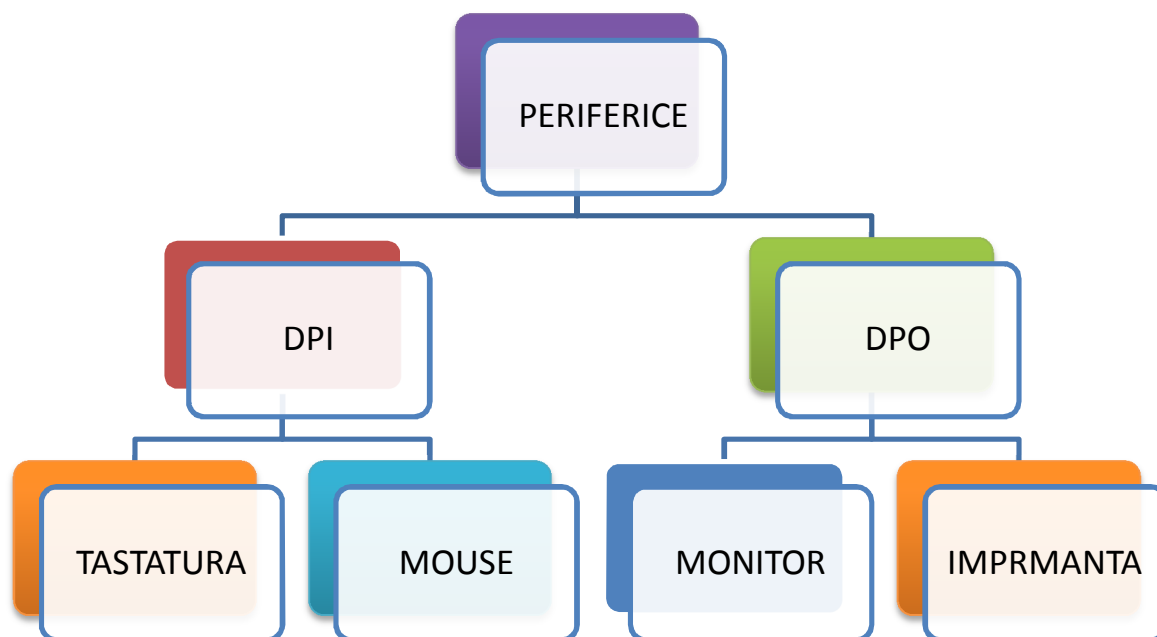 PERIFERICE
DPI
DPO
TASTATURA
MOUSE
MONITOR
IMPRMANTA